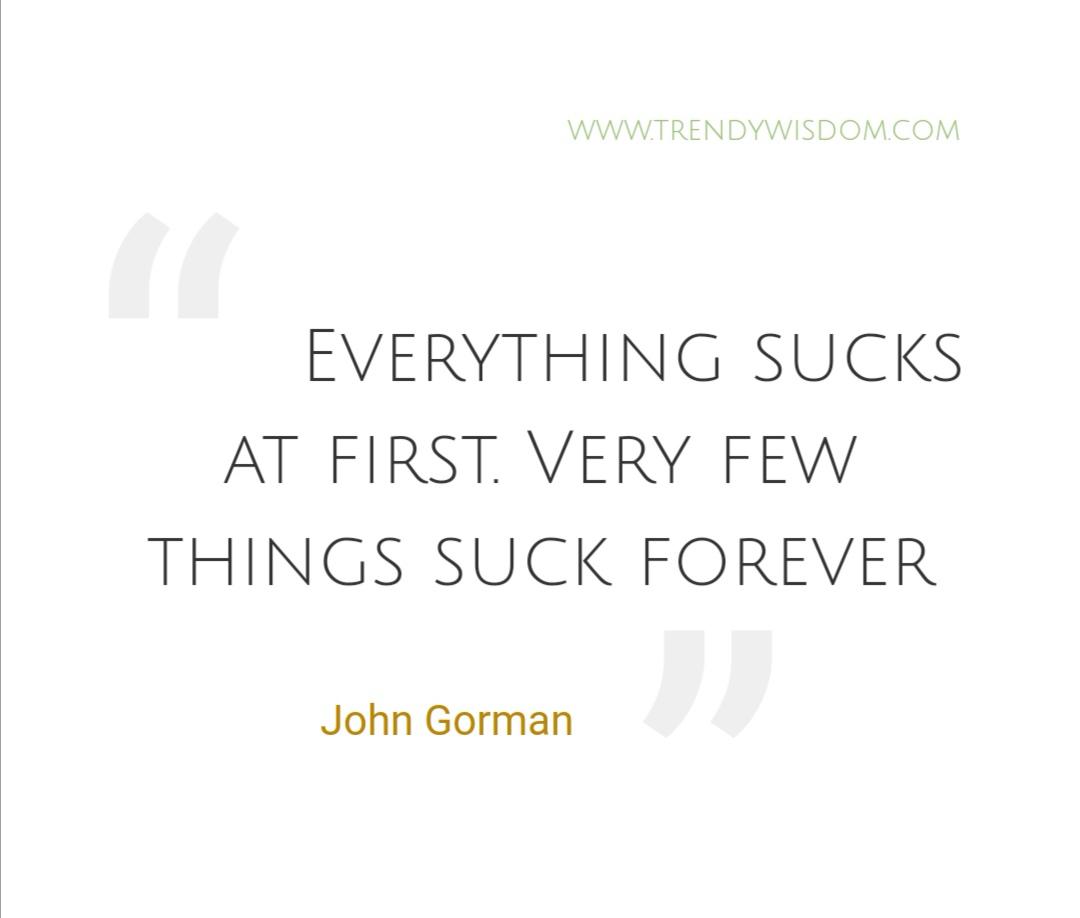 WWW.TRENDYWISDOM.COM
“
Everything sucks
at first. Very few
things suck forever
”
John Gorman